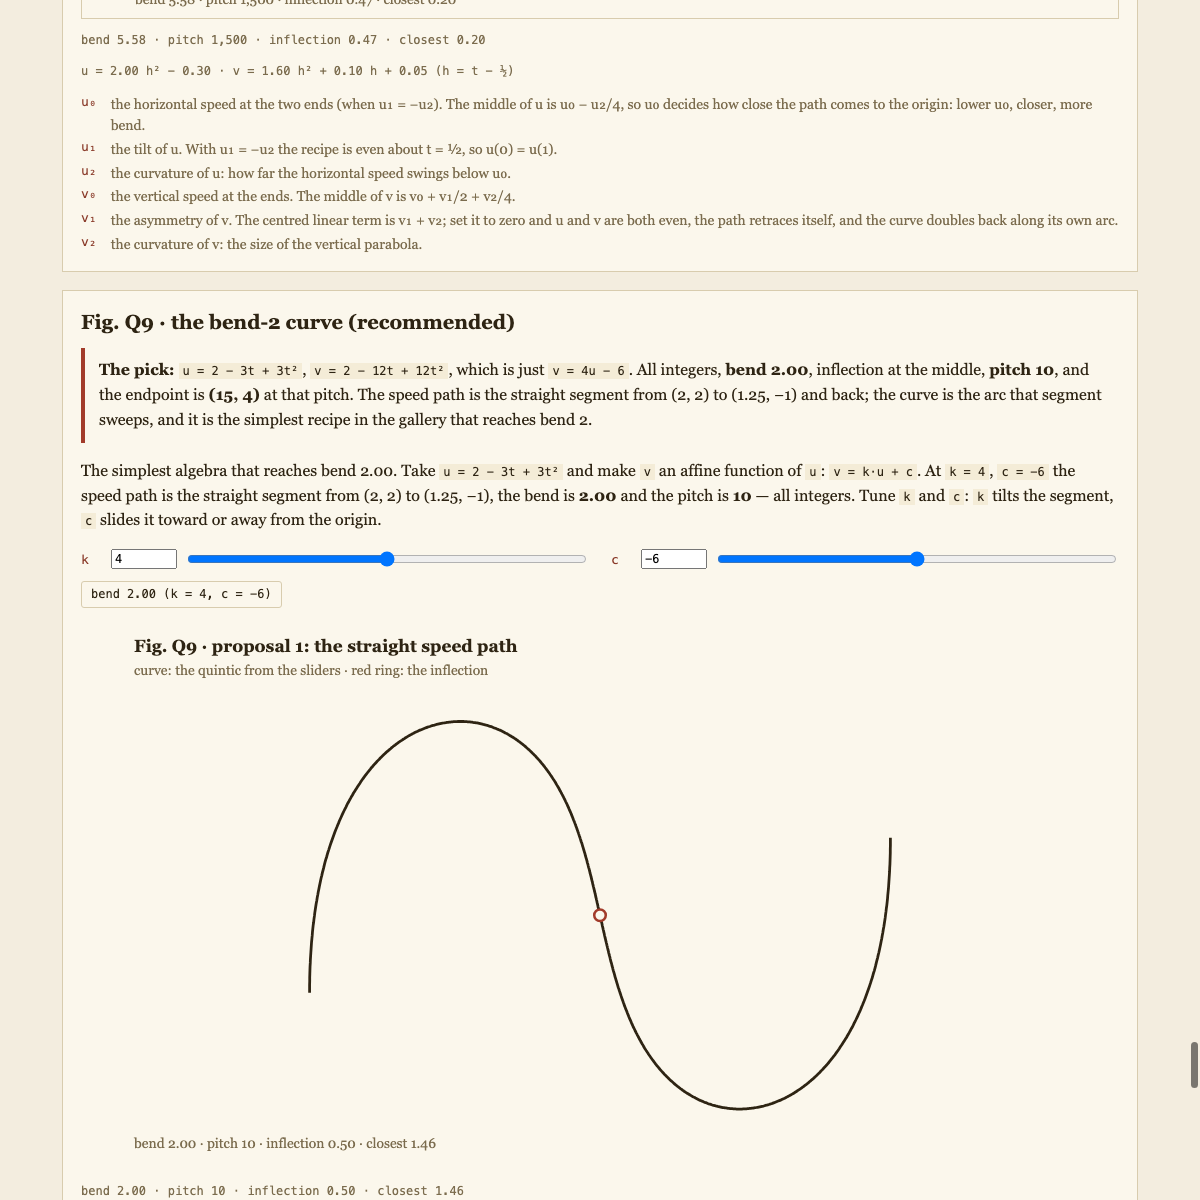 bend 5.58 · pitch 1,500 · inflection 0.47 · closest 0.20
bend 5.58 · pitch 1,500 · inflection 0.47 · closest 0.20
u = 2.00 h² − 0.30 · v = 1.60 h² + 0.10 h + 0.05 (h = t − ½)
u₀ the horizontal speed at the two ends (when u₁ = −u₂). The middle of u is u₀ − u₂/4, so u₀ decides how close the path comes to the origin: lower u₀, closer, more
bend.
u₁ the tilt of u. With u₁ = −u₂ the recipe is even about t = ½, so u(0) = u(1).
u₂ the curvature of u: how far the horizontal speed swings below u₀.
v₀ the vertical speed at the ends. The middle of v is v₀ + v₁/2 + v₂/4.
v₁ the asymmetry of v. The centred linear term is v₁ + v₂; set it to zero and u and v are both even, the path retraces itself, and the curve doubles back along its own arc.
v₂ the curvature of v: the size of the vertical parabola.
Fig. Q9 · the bend-2 curve (recommended)
The pick: u = 2 − 3t + 3t², v = 2 − 12t + 12t², which is just v = 4u − 6. All integers, bend 2.00, inflection at the middle, pitch 10, and
the endpoint is (15, 4) at that pitch. The speed path is the straight segment from (2, 2) to (1.25, −1) and back; the curve is the arc that segment
sweeps, and it is the simplest recipe in the gallery that reaches bend 2.
The simplest algebra that reaches bend 2.00. Take u = 2 − 3t + 3t² and make v an affine function of u: v = k·u + c. At k = 4, c = −6 the
speed path is the straight segment from (2, 2) to (1.25, −1), the bend is 2.00 and the pitch is 10 — all integers. Tune k and c: k tilts the segment,
c slides it toward or away from the origin.
k 4 c −6
bend 2.00 (k = 4, c = −6)
Fig. Q9 · proposal 1: the straight speed path
curve: the quintic from the sliders · red ring: the inflection
bend 2.00 · pitch 10 · inflection 0.50 · closest 1.46
bend 2.00 · pitch 10 · inflection 0.50 · closest 1.46